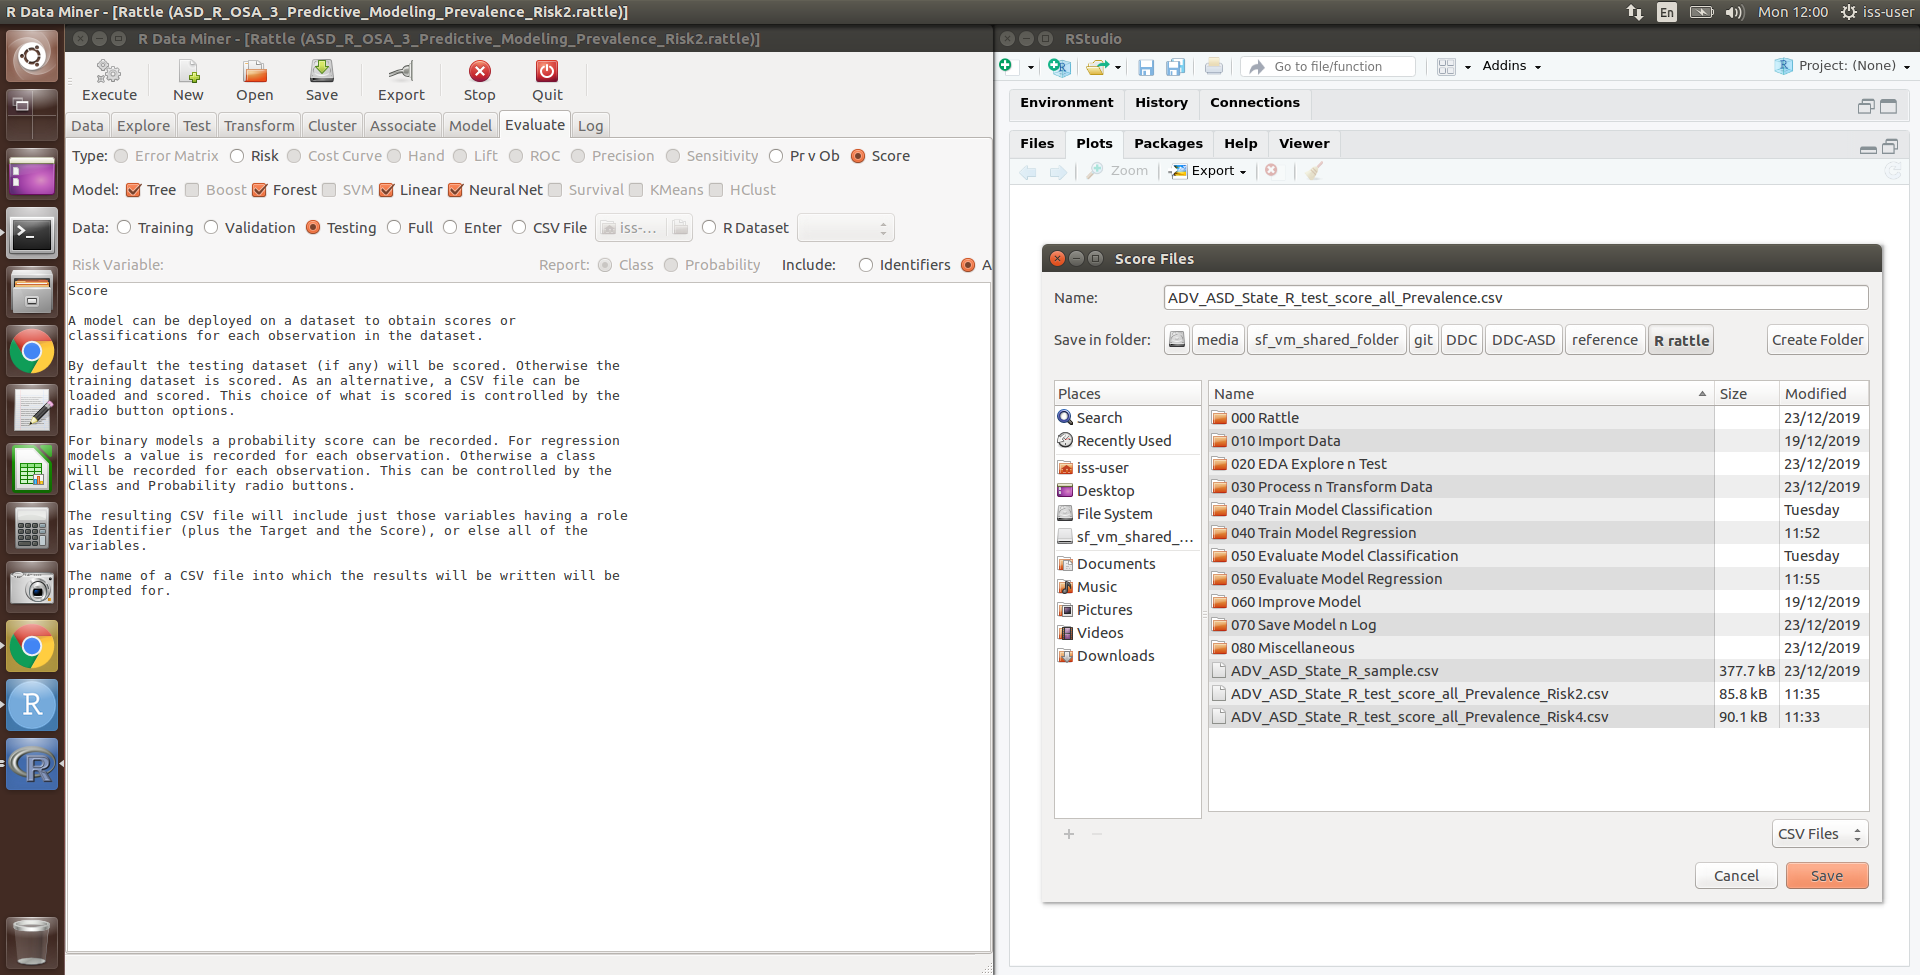 R Data Miner - [Rattle (ASD_R_OSA_3_Predictive_Modeling_Prevalence_Risk2.rattle)]
En
Mon 12:00
iss-user
R Data Miner - [Rattle (ASD_R_OSA_3_Predictive_Modeling_Prevalence_Risk2.rattle)]
Execute New Open Save Export Stop Quit
Data Explore Test Transform Cluster Associate Model Evaluate Log
Type: Error Matrix Risk Cost Curve Hand Lift ROC Precision Sensitivity Pr v Ob Score
Model: Tree Boost Forest SVM Linear Neural Net Survival KMeans HClust
Data: Training Validation Testing Full Enter CSV File iss-... R Dataset
Risk Variable: Report: Class Probability Include: Identifiers A
Score
A model can be deployed on a dataset to obtain scores or
classifications for each observation in the dataset.
By default the testing dataset (if any) will be scored. Otherwise the
training dataset is scored. As an alternative, a CSV file can be
loaded and scored. This choice of what is scored is controlled by the
radio button options.
For binary models a probability score can be recorded. For regression
models a value is recorded for each observation. Otherwise a class
will be recorded for each observation. This can be controlled by the
Class and Probability radio buttons.
The resulting CSV file will include just those variables having a role
as Identifier (plus the Target and the Score), or else all of the
variables.
The name of a CSV file into which the results will be written will be
prompted for.
RStudio
Go to file/function
Addins
Project: (None)
Environment History Connections
Files Plots Packages Help Viewer
Zoom Export
Score Files
Name: ADV_ASD_State_R_test_score_all_Prevalence.csv
Save in folder: media sf_vm_shared_folder git DDC DDC-ASD reference R rattle Create Folder
Places
Search
Recently Used
iss-user
Desktop
File System
sf_vm_shared_...
Documents
Music
Pictures
Videos
Downloads
Name Size Modified
000 Rattle 23/12/2019
010 Import Data 19/12/2019
020 EDA Explore n Test 23/12/2019
030 Process n Transform Data 23/12/2019
040 Train Model Classification Tuesday
040 Train Model Regression 11:52
050 Evaluate Model Classification Tuesday
050 Evaluate Model Regression 11:55
060 Improve Model 19/12/2019
070 Save Model n Log 23/12/2019
080 Miscellaneous 23/12/2019
ADV_ASD_State_R_sample.csv 377.7 kB 23/12/2019
ADV_ASD_State_R_test_score_all_Prevalence_Risk2.csv 85.8 kB 11:35
ADV_ASD_State_R_test_score_all_Prevalence_Risk4.csv 90.1 kB 11:33
CSV Files
Cancel Save